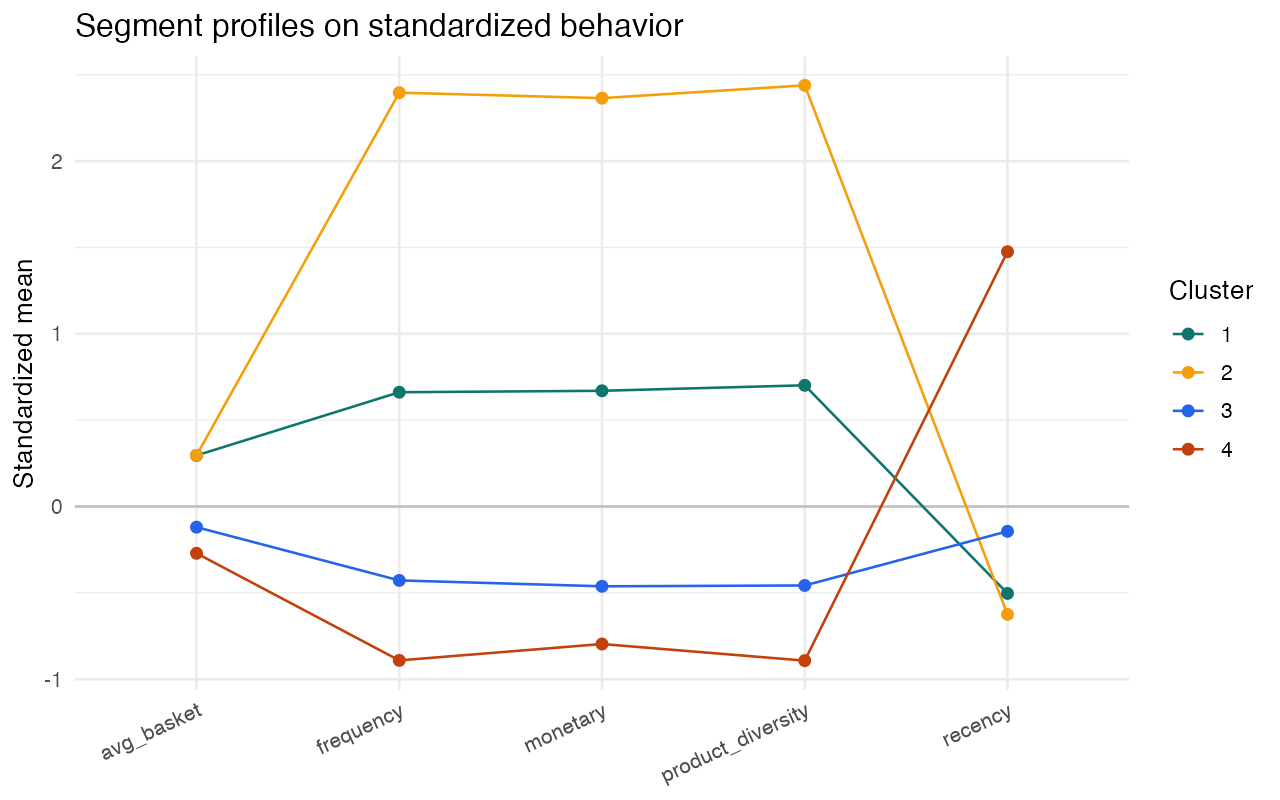 Segment profiles on standardized behavior
Standardized mean
2
1
0
-1
avg_basket
frequency
monetary
product_diversity
recency
Cluster
1
2
3
4